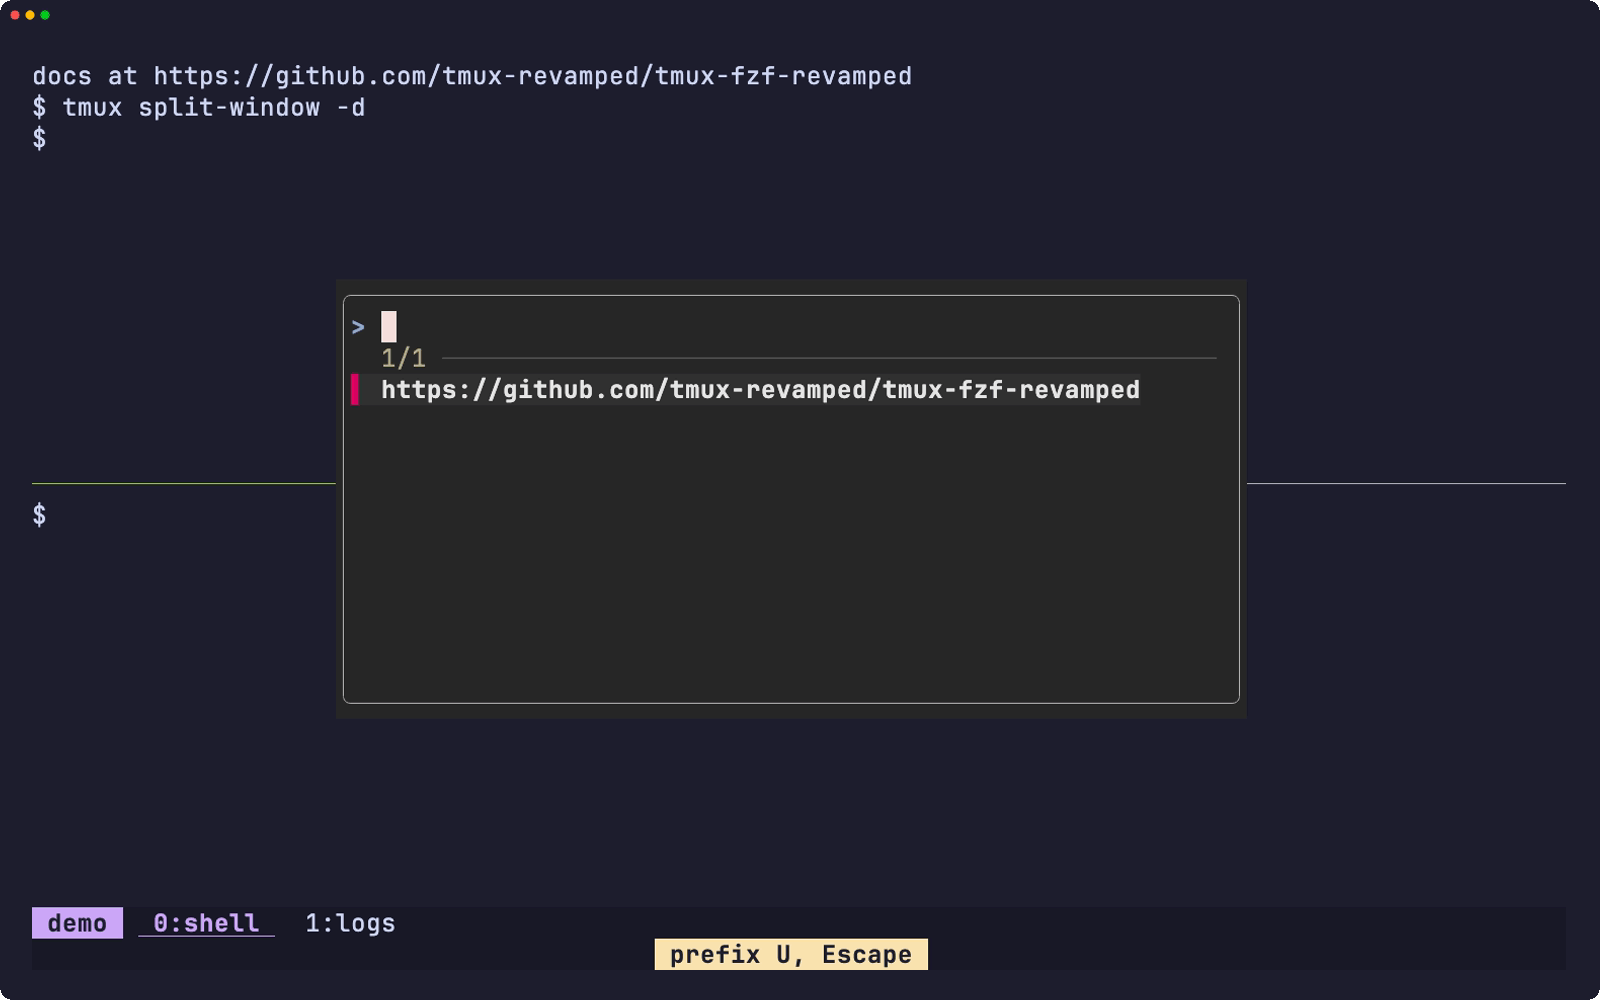 docs at https://github.com/tmux-revamped/tmux-fzf-revamped
$ tmux split-window -d
$
>
1/1
https://github.com/tmux-revamped/tmux-fzf-revamped
$
demo 0:shell 1:logs
prefix U, Escape